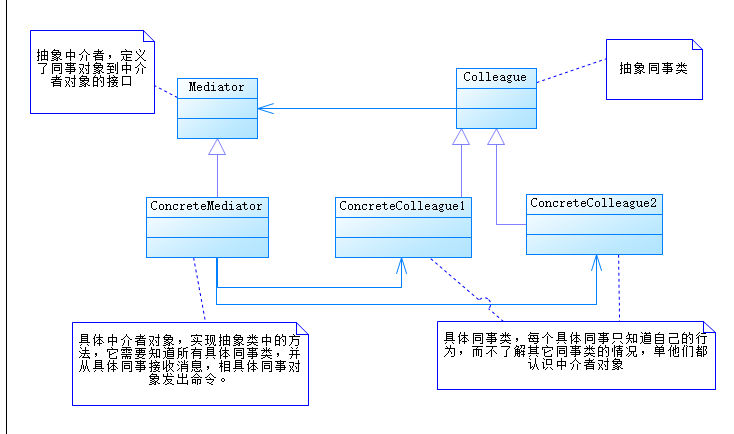 抽象中介者，定义
了同事对象到中介
者对象的接口
Mediator
Colleague
抽象同事类
ConcreteMediator
ConcreteColleague1
ConcreteColleague2
具体中介者对象，实现抽象类中的方
法，它需要知道所有具体同事类，并
从具体同事接收消息，相具体同事对
象发出命令。
具体同事类，每个具体同事只知道自己的行
为，而不了解其它同事类的情况，单他们都
认识中介者对象